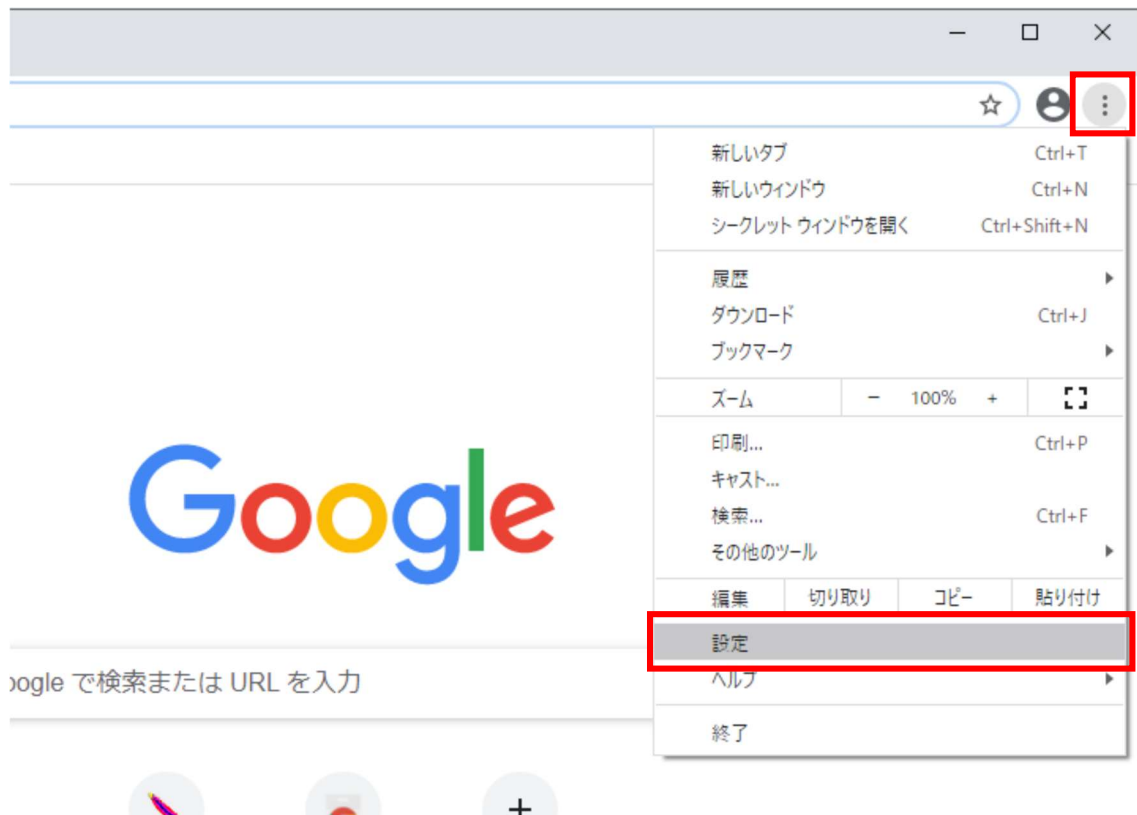 新しいタブ Ctrl+T
新しいウィンドウ Ctrl+N
シークレット ウィンドウを開く Ctrl+Shift+N
履歴
ダウンロード Ctrl+J
ブックマーク
ズーム － 100% +
印刷... Ctrl+P
キャスト...
検索... Ctrl+F
その他のツール
編集 切り取り コピー 貼り付け
設定
ヘルプ
終了
Google
oogle で検索または URL を入力